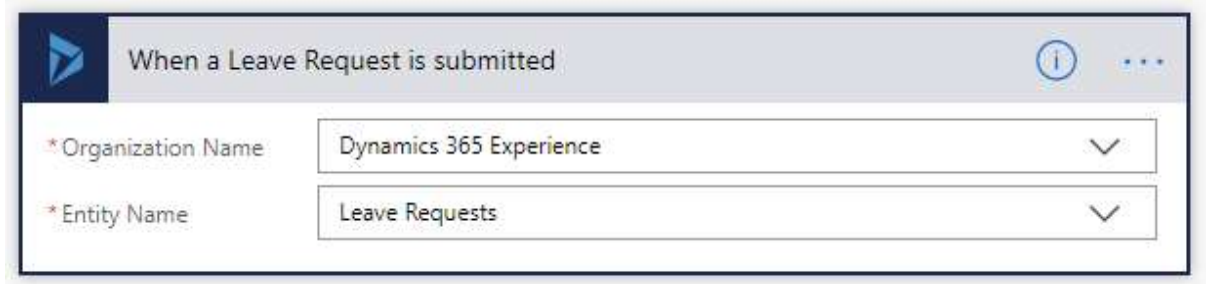 When a Leave Request is submitted
* Organization Name
Dynamics 365 Experience
* Entity Name
Leave Requests